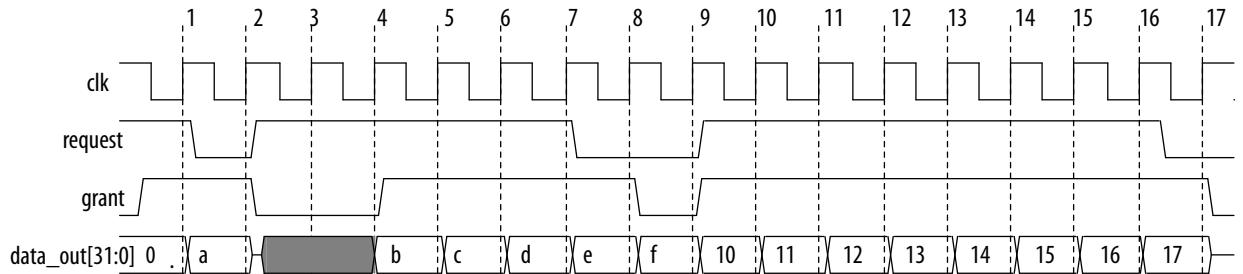 1 2 3 4 5 6 7 8 9 10 11 12 13 14 15 16 17
clk
request
grant
data_out[31:0] 0 . a b c d e f 10 11 12 13 14 15 16 17